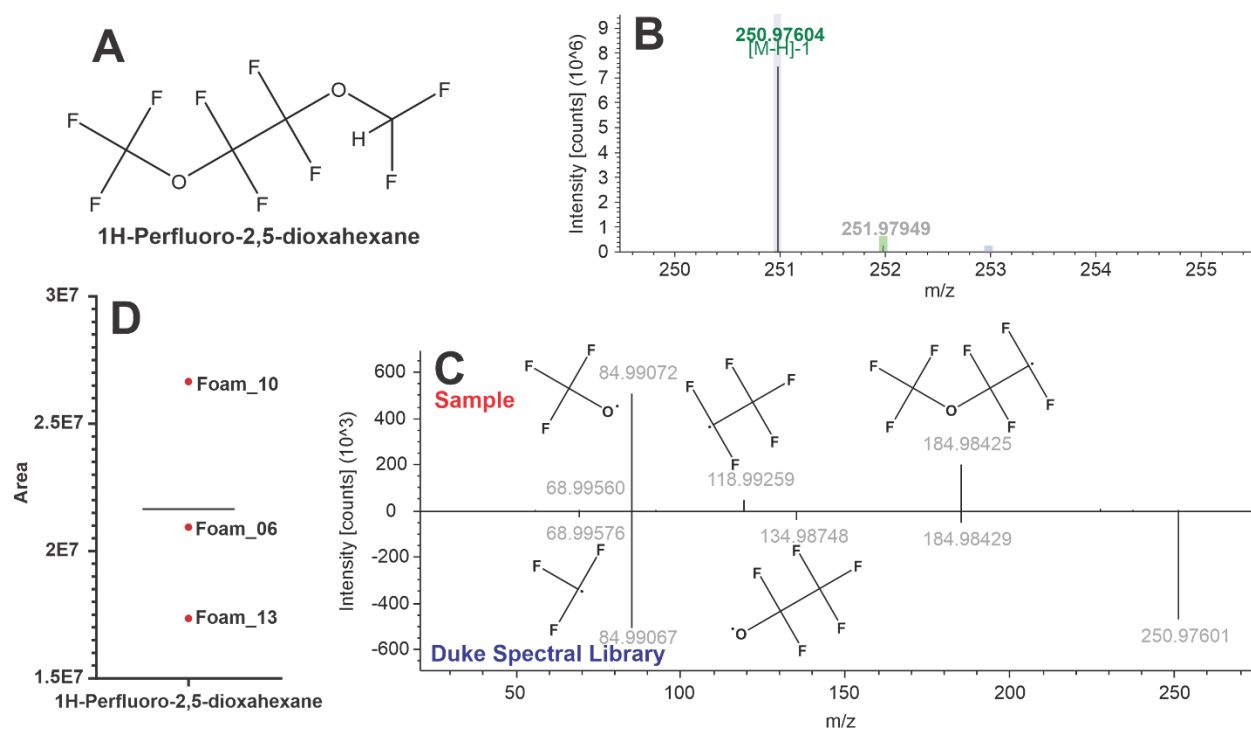 A
F
F
F
F
F
O
F
F
H
F
F
F
F
O
1H-Perfluoro-2,5-dioxahexane
B
Intensity [counts] (10^6)
9
8
7
6
5
4
3
2
1
0
250.97604
[M-H]-1
251.97949
250 251 252 253 254 255
m/z
D
Area
3E7
2.5E7
2E7
1.5E7
Foam_10
Foam_06
Foam_13
1H-Perfluoro-2,5-dioxahexane
C
Sample
Intensity [counts] (10^3)
600
400
200
0
-200
-400
-600
F
F
F
O
84.99072
F
F
F
F
F
F
F
F
F
F
F
F
O
68.99560
118.99259
184.98425
68.99576
134.98748
184.98429
F
F
F
F
F
F
F
O
84.99067
250.97601
Duke Spectral Library
50 100 150 200 250
m/z